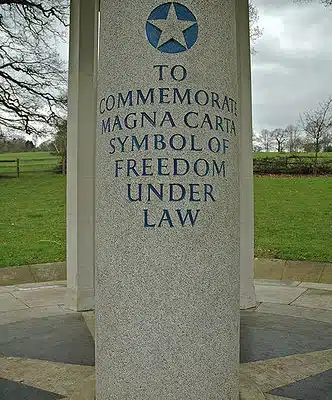 TO
COMMEMORATE
MAGNA CARTA
SYMBOL OF
FREEDOM
UNDER
LAW